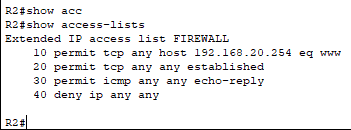 R2#show acc
R2#show access-lists
Extended IP access list FIREWALL
    10 permit tcp any host 192.168.20.254 eq www
    20 permit tcp any any established
    30 permit icmp any any echo-reply
    40 deny ip any any
R2#